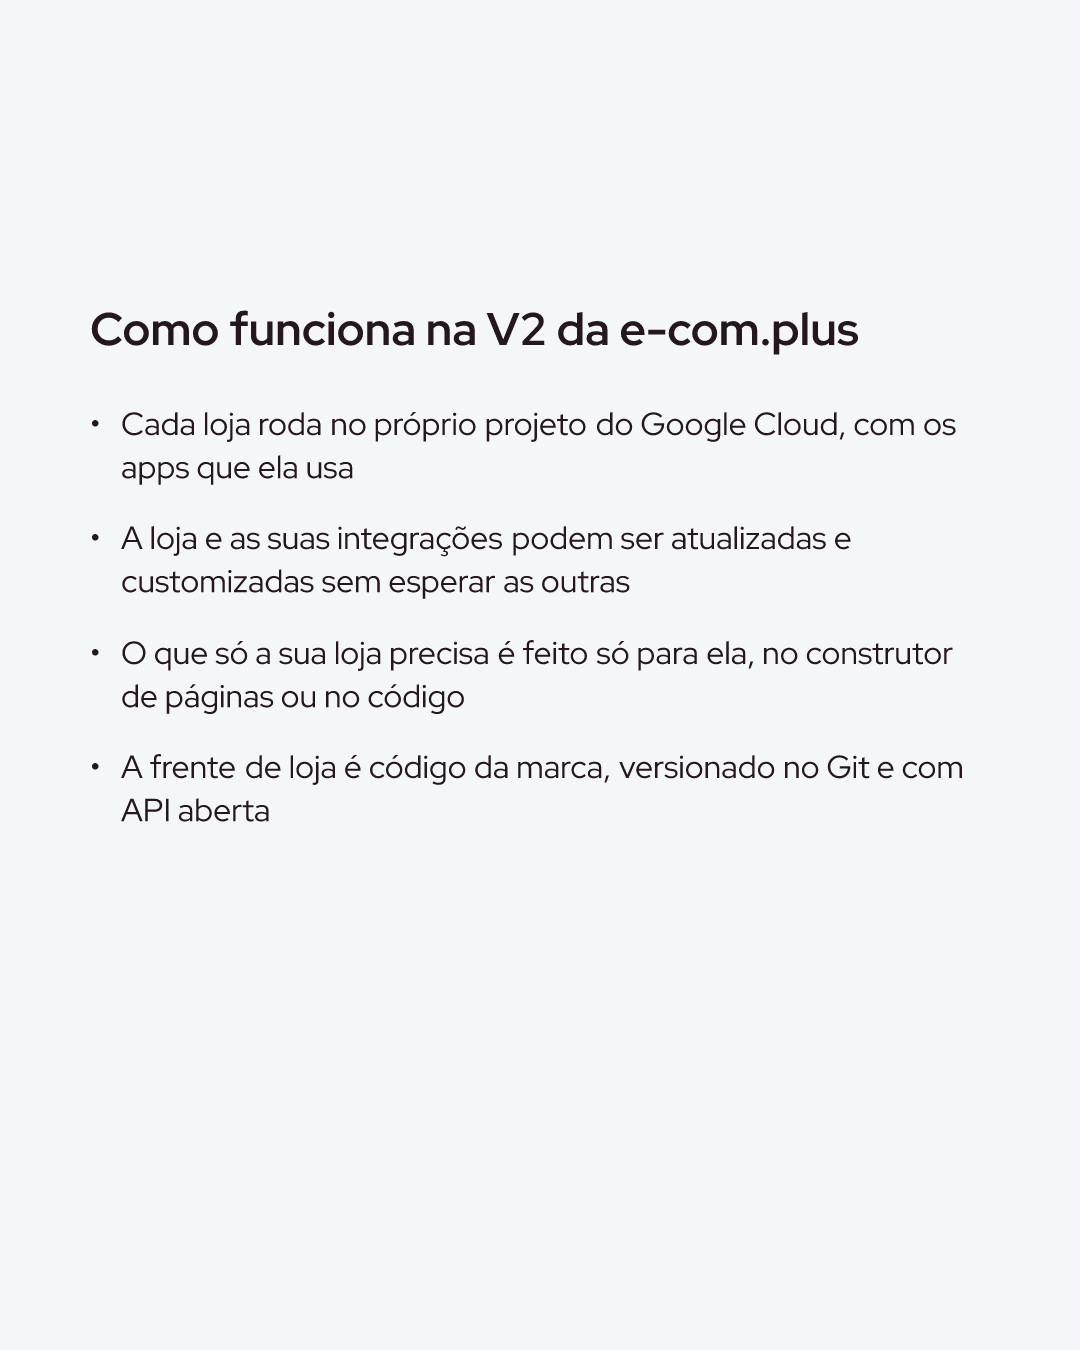 Como funciona na V2 da e-com.plus
• Cada loja roda no próprio projeto do Google Cloud, com os
apps que ela usa
• A loja e as suas integrações podem ser atualizadas e
customizadas sem esperar as outras
• O que só a sua loja precisa é feito só para ela, no construtor
de páginas ou no código
• A frente de loja é código da marca, versionado no Git e com
API aberta